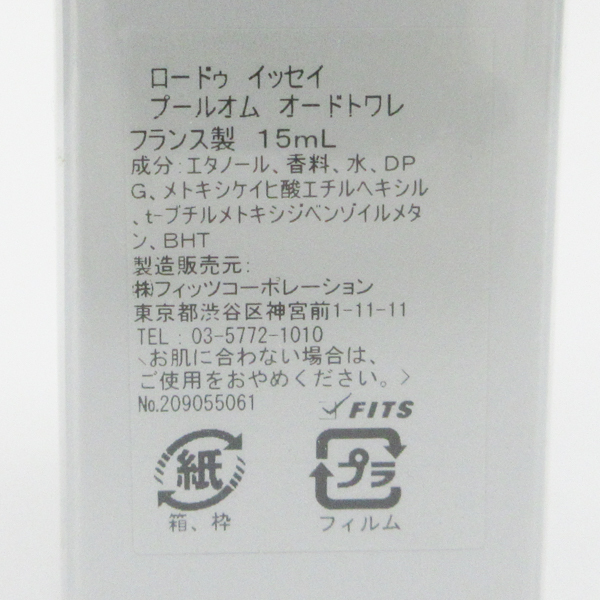 ロードゥ イッセイ
プールオム オードトワレ
フランス製 15mL
成分:エタノール、香料、水、DP
G、メトキシケイヒ酸エチルヘキシル
、t-ブチルメトキシジベンゾイルメタ
ン、BHT
製造販売元:
㈱フィッツコーポレーション
東京都渋谷区神宮前1-11-11
TEL : 03-5772-1010
<お肌に合わない場合は、
ご使用をおやめください。>
No.209055061 FITS
紙 プラ
箱、枠 フィルム